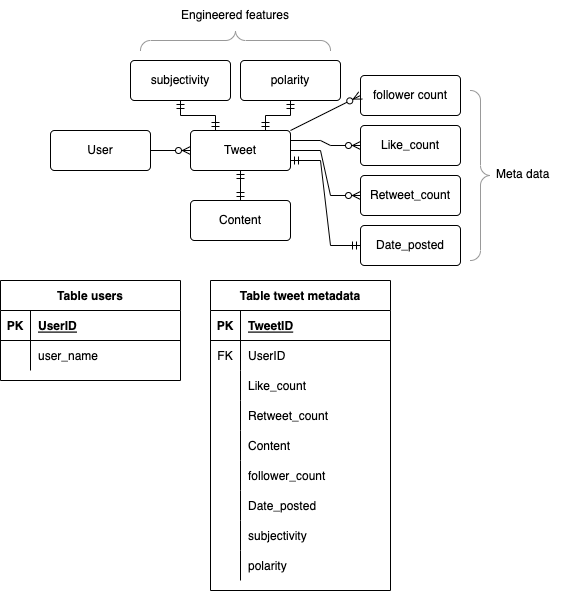 Engineered features
subjectivity
polarity
follower count
User
Tweet
Like_count
Meta data
Retweet_count
Content
Date_posted
Table users
PK UserID
user_name
Table tweet metadata
PK TweetID
FK UserID
Like_count
Retweet_count
Content
follower_count
Date_posted
subjectivity
polarity